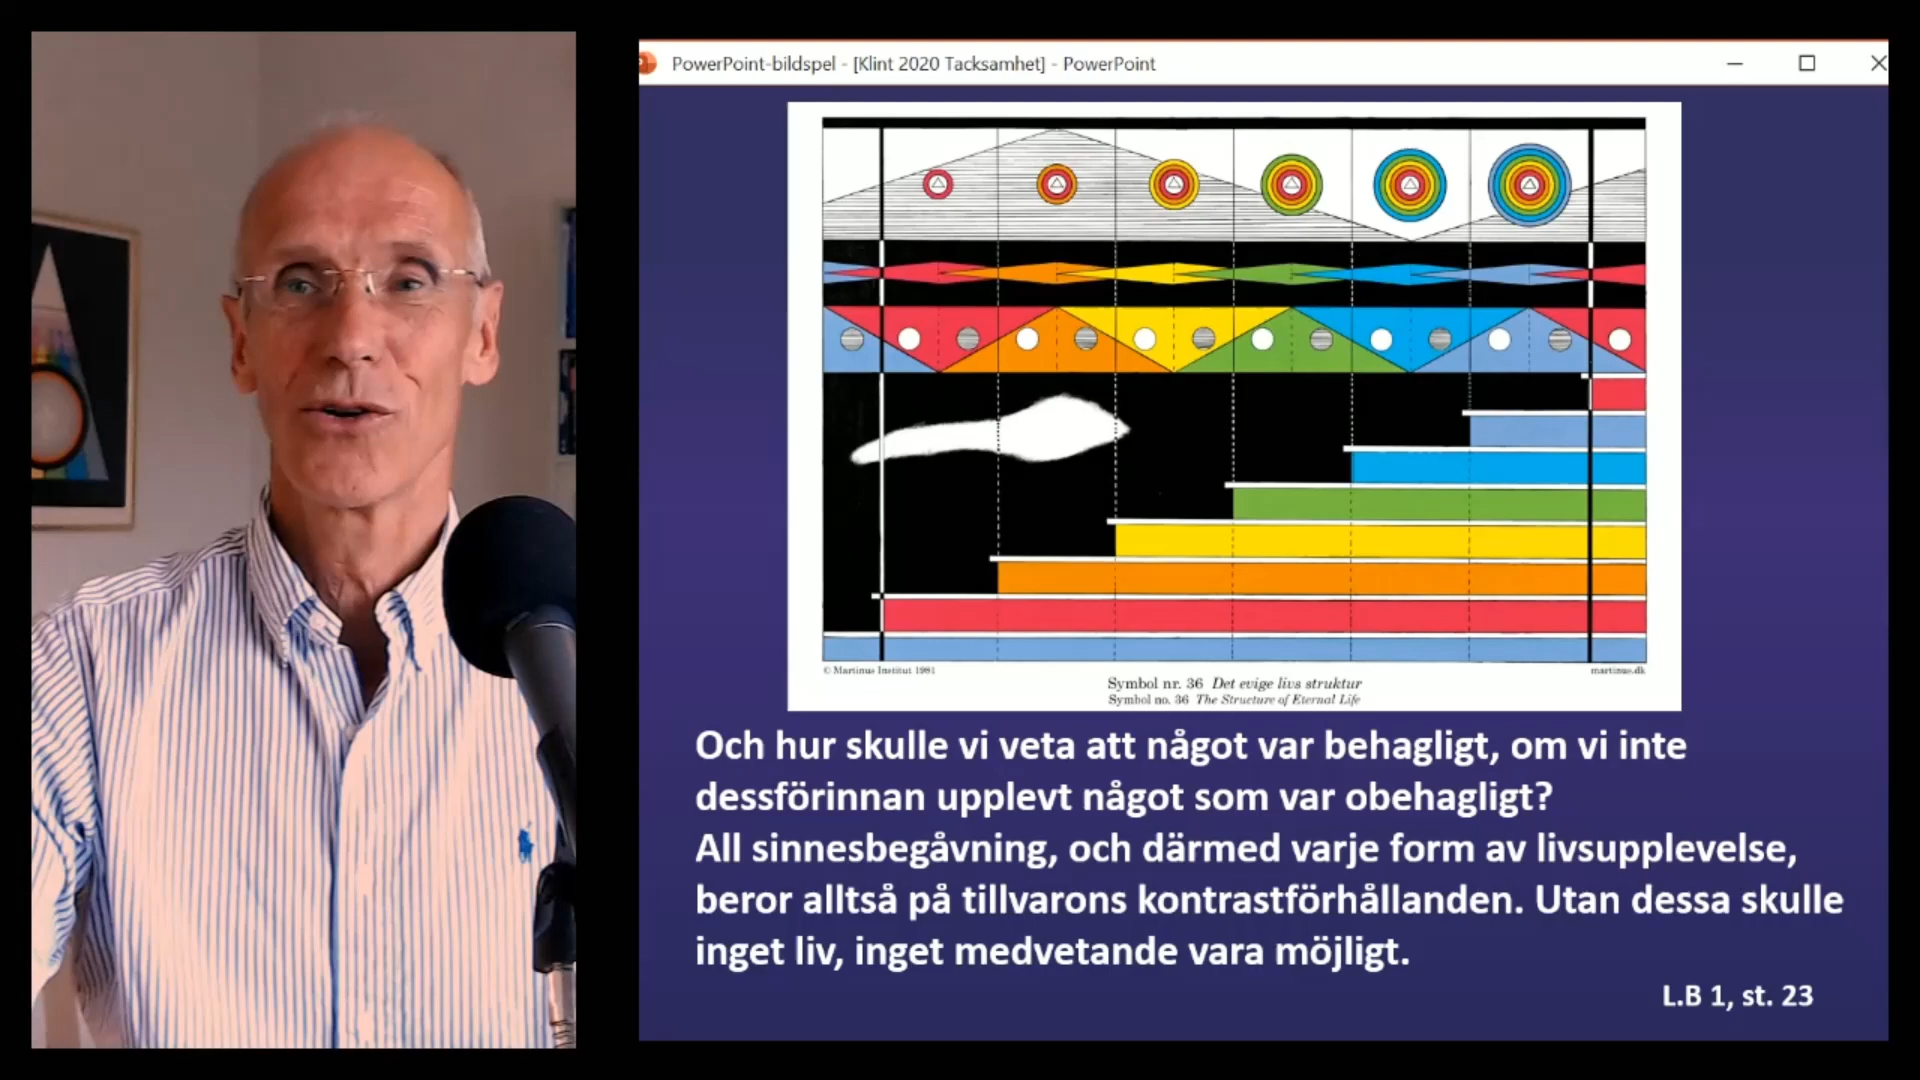 PowerPoint-bildspel - [Klint 2020 Tacksamhet] - PowerPoint
© Martinus Institut 1981
martinus.dk
Symbol nr. 36 Det evige livs struktur
Symbol no. 36 The Structure of Eternal Life
Och hur skulle vi veta att något var behagligt, om vi inte
dessförinnan upplevt något som var obehagligt?
All sinnesbegåvning, och därmed varje form av livsupplevelse,
beror alltså på tillvarons kontrastförhållanden. Utan dessa skulle
inget liv, inget medvetande vara möjligt.
L.B 1, st. 23